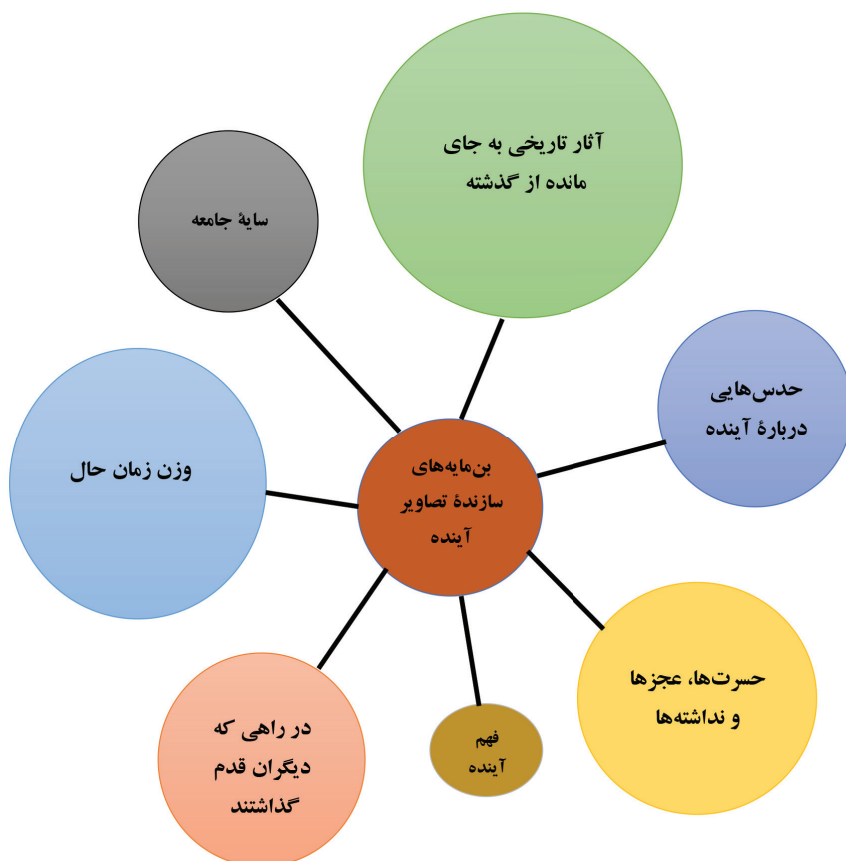 آثار تاریخی به جای
مانده از گذشته
سایهٔ جامعه
حدس‌هایی
دربارهٔ آینده
بن‌مایه‌های
سازندهٔ تصاویر
آینده
وزن زمان حال
حسرت‌ها، عجزها
و نداشته‌ها
فهم
آینده
در راهی که
دیگران قدم
گذاشتند